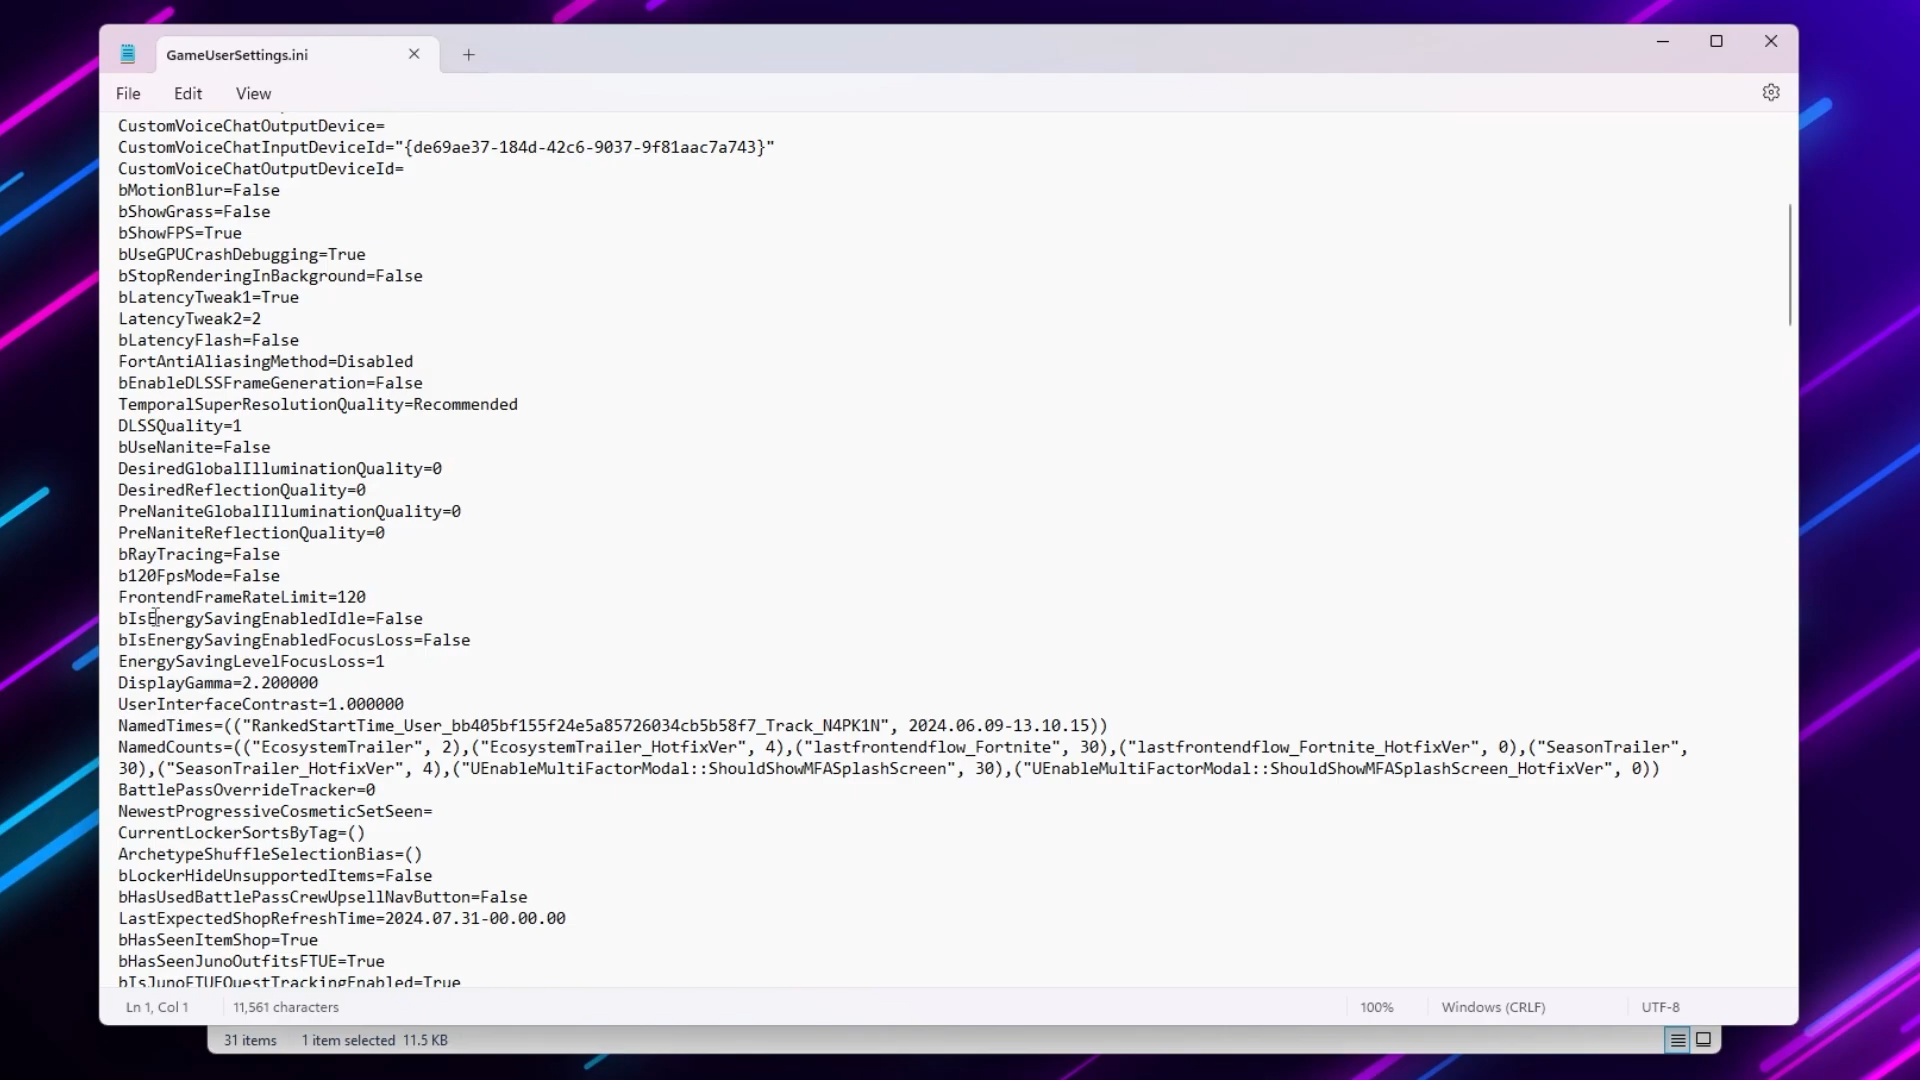 GameUserSettings.ini
File Edit View
CustomVoiceChatOutputDevice=
CustomVoiceChatInputDeviceId="{de69ae37-184d-42c6-9037-9f81aac7a743}"
CustomVoiceChatOutputDeviceId=
bMotionBlur=False
bShowGrass=False
bShowFPS=True
bUseGPUCrashDebugging=True
bStopRenderingInBackground=False
bLatencyTweak1=True
LatencyTweak2=2
bLatencyFlash=False
FortAntiAliasingMethod=Disabled
bEnableDLSSFrameGeneration=False
TemporalSuperResolutionQuality=Recommended
DLSSQuality=1
bUseNanite=False
DesiredGlobalIlluminationQuality=0
DesiredReflectionQuality=0
PreNaniteGlobalIlluminationQuality=0
PreNaniteReflectionQuality=0
bRayTracing=False
b120FpsMode=False
FrontendFrameRateLimit=120
bIsEnergySavingEnabledIdle=False
bIsEnergySavingEnabledFocusLoss=False
EnergySavingLevelFocusLoss=1
DisplayGamma=2.200000
UserInterfaceContrast=1.000000
NamedTimes=(("RankedStartTime_User_bb405bf155f24e5a85726034cb5b58f7_Track_N4PK1N", 2024.06.09-13.10.15))
NamedCounts=(("EcosystemTrailer", 2),("EcosystemTrailer_HotfixVer", 4),("lastfrontendflow_Fortnite", 30),("lastfrontendflow_Fortnite_HotfixVer", 0),("SeasonTrailer",
30),("SeasonTrailer_HotfixVer", 4),("UEnableMultiFactorModal::ShouldShowMFASplashScreen", 30),("UEnableMultiFactorModal::ShouldShowMFASplashScreen_HotfixVer", 0))
BattlePassOverrideTracker=0
NewestProgressiveCosmeticSetSeen=
CurrentLockerSortsByTag=()
ArchetypeShuffleSelectionBias=()
bLockerHideUnsupportedItems=False
bHasUsedBattlePassCrewUpsellNavButton=False
LastExpectedShopRefreshTime=2024.07.31-00.00.00
bHasSeenItemShop=True
bHasSeenJunoOutfitsFTUE=True
bIsJunoFTUEQuestTrackingEnabled=True
Ln 1, Col 1 11,561 characters 100% Windows (CRLF) UTF-8
31 items 1 item selected 11.5 KB